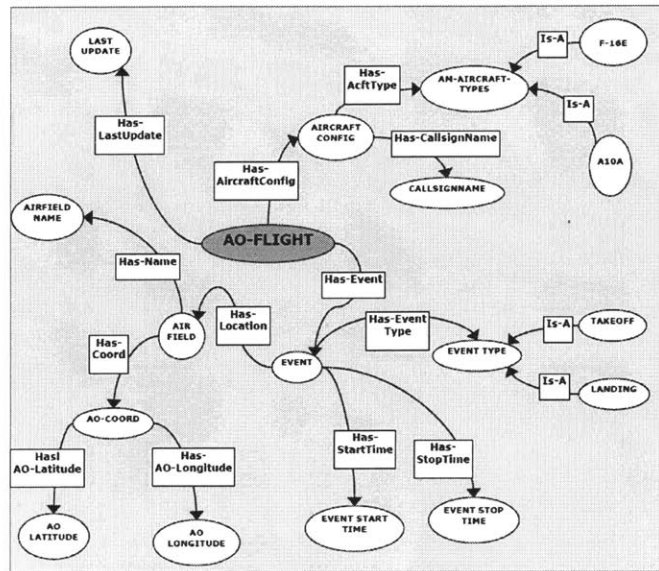 LAST
UPDATE
Has-
LastUpdate
Has-
AcftType
Is-A
F-16E
AM-AIRCRAFT-
TYPES
Is-A
A10A
AIRCRAFT
CONFIG
Has-CallsignName
CALLSIGNNAME
Has-
AircraftConfig
AIRFIELD
NAME
AO-FLIGHT
Has-Name
Has-Event
Has-
Location
AIR
FIELD
Has-
Coord
Has-Event
Type
EVENT
EVENT TYPE
Is-A
TAKEOFF
Is-A
LANDING
AO-COORD
Hasl
AO-Latitude
Has-
AO-Longitude
Has-
StartTime
Has-
StopTime
AO
LATITUDE
AO
LONGITUDE
EVENT START
TIME
EVENT STOP
TIME